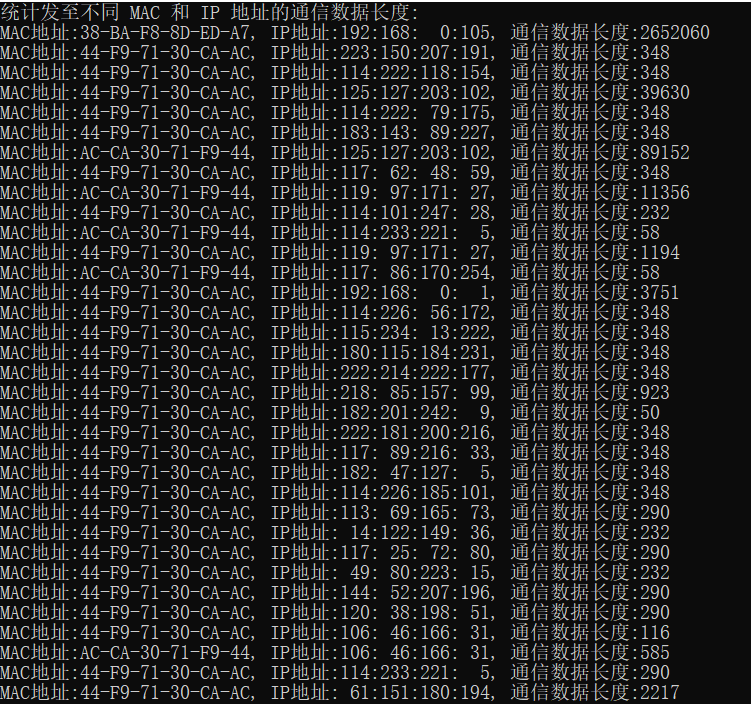 统计发至不同 MAC 和 IP 地址的通信数据长度:
MAC地址:38-BA-F8-8D-ED-A7, IP地址:192:168:  0:105, 通信数据长度:2652060
MAC地址:44-F9-71-30-CA-AC, IP地址:223:150:207:191, 通信数据长度:348
MAC地址:44-F9-71-30-CA-AC, IP地址:114:222:118:154, 通信数据长度:348
MAC地址:44-F9-71-30-CA-AC, IP地址:125:127:203:102, 通信数据长度:39630
MAC地址:44-F9-71-30-CA-AC, IP地址:114:222: 79:175, 通信数据长度:348
MAC地址:44-F9-71-30-CA-AC, IP地址:183:143: 89:227, 通信数据长度:348
MAC地址:AC-CA-30-71-F9-44, IP地址:125:127:203:102, 通信数据长度:89152
MAC地址:44-F9-71-30-CA-AC, IP地址:117: 62: 48: 59, 通信数据长度:348
MAC地址:AC-CA-30-71-F9-44, IP地址:119: 97:171: 27, 通信数据长度:11356
MAC地址:44-F9-71-30-CA-AC, IP地址:114:101:247: 28, 通信数据长度:232
MAC地址:AC-CA-30-71-F9-44, IP地址:114:233:221:  5, 通信数据长度:58
MAC地址:44-F9-71-30-CA-AC, IP地址:119: 97:171: 27, 通信数据长度:1194
MAC地址:AC-CA-30-71-F9-44, IP地址:117: 86:170:254, 通信数据长度:58
MAC地址:44-F9-71-30-CA-AC, IP地址:192:168:  0:  1, 通信数据长度:3751
MAC地址:44-F9-71-30-CA-AC, IP地址:114:226: 56:172, 通信数据长度:348
MAC地址:44-F9-71-30-CA-AC, IP地址:115:234: 13:222, 通信数据长度:348
MAC地址:44-F9-71-30-CA-AC, IP地址:180:115:184:231, 通信数据长度:348
MAC地址:44-F9-71-30-CA-AC, IP地址:222:214:222:177, 通信数据长度:348
MAC地址:44-F9-71-30-CA-AC, IP地址:218: 85:157: 99, 通信数据长度:923
MAC地址:44-F9-71-30-CA-AC, IP地址:182:201:242:  9, 通信数据长度:50
MAC地址:44-F9-71-30-CA-AC, IP地址:222:181:200:216, 通信数据长度:348
MAC地址:44-F9-71-30-CA-AC, IP地址:117: 89:216: 33, 通信数据长度:348
MAC地址:44-F9-71-30-CA-AC, IP地址:182: 47:127:  5, 通信数据长度:348
MAC地址:44-F9-71-30-CA-AC, IP地址:114:226:185:101, 通信数据长度:348
MAC地址:44-F9-71-30-CA-AC, IP地址:113: 69:165: 73, 通信数据长度:290
MAC地址:44-F9-71-30-CA-AC, IP地址: 14:122:149: 36, 通信数据长度:232
MAC地址:44-F9-71-30-CA-AC, IP地址:117: 25: 72: 80, 通信数据长度:290
MAC地址:44-F9-71-30-CA-AC, IP地址: 49: 80:223: 15, 通信数据长度:232
MAC地址:44-F9-71-30-CA-AC, IP地址:144: 52:207:196, 通信数据长度:290
MAC地址:44-F9-71-30-CA-AC, IP地址:120: 38:198: 51, 通信数据长度:290
MAC地址:44-F9-71-30-CA-AC, IP地址:106: 46:166: 31, 通信数据长度:116
MAC地址:AC-CA-30-71-F9-44, IP地址:106: 46:166: 31, 通信数据长度:585
MAC地址:44-F9-71-30-CA-AC, IP地址:114:233:221:  5, 通信数据长度:290
MAC地址:44-F9-71-30-CA-AC, IP地址: 61:151:180:194, 通信数据长度:2217